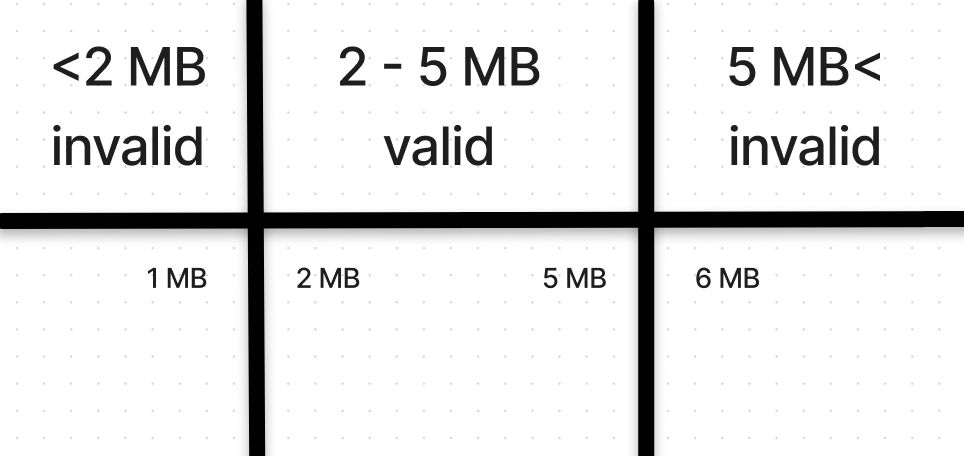 <2 MB
invalid
2 - 5 MB
valid
5 MB<
invalid
1 MB
2 MB
5 MB
6 MB